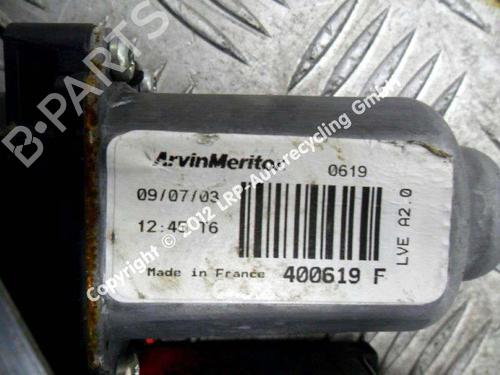 B-PARTS
ArvinMeritor
0619
09/07/03
12:45 16
LVE A2.0
Made in France
400619 F
Copyright © 2012 LRP-Autorecycling GmbH